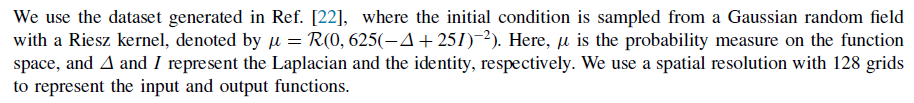 We use the dataset generated in Ref. [22], where the initial condition is sampled from a Gaussian random field
with a Riesz kernel, denoted by μ = ℛ(0, 625(−Δ + 25I)⁻²). Here, μ is the probability measure on the function
space, and Δ and I represent the Laplacian and the identity, respectively. We use a spatial resolution with 128 grids
to represent the input and output functions.